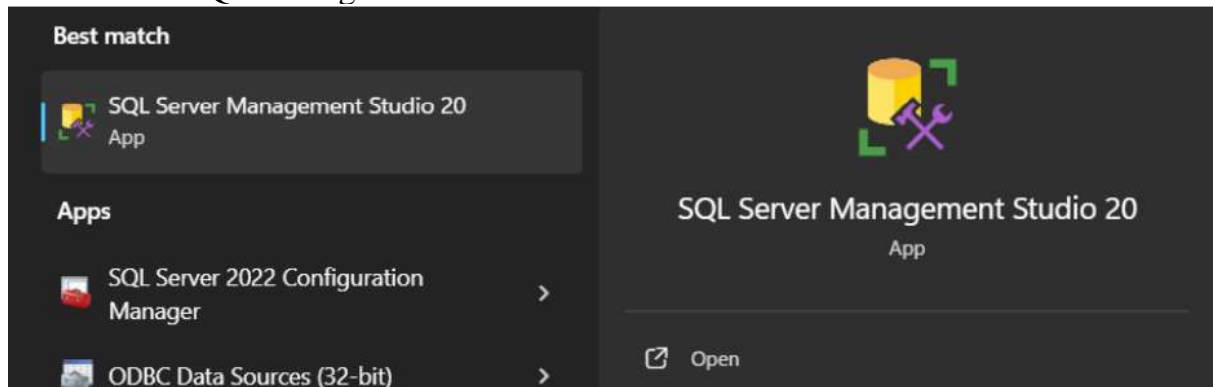 Best match
SQL Server Management Studio 20
App
Apps
SQL Server 2022 Configuration
Manager
ODBC Data Sources (32-bit)
SQL Server Management Studio 20
App
Open